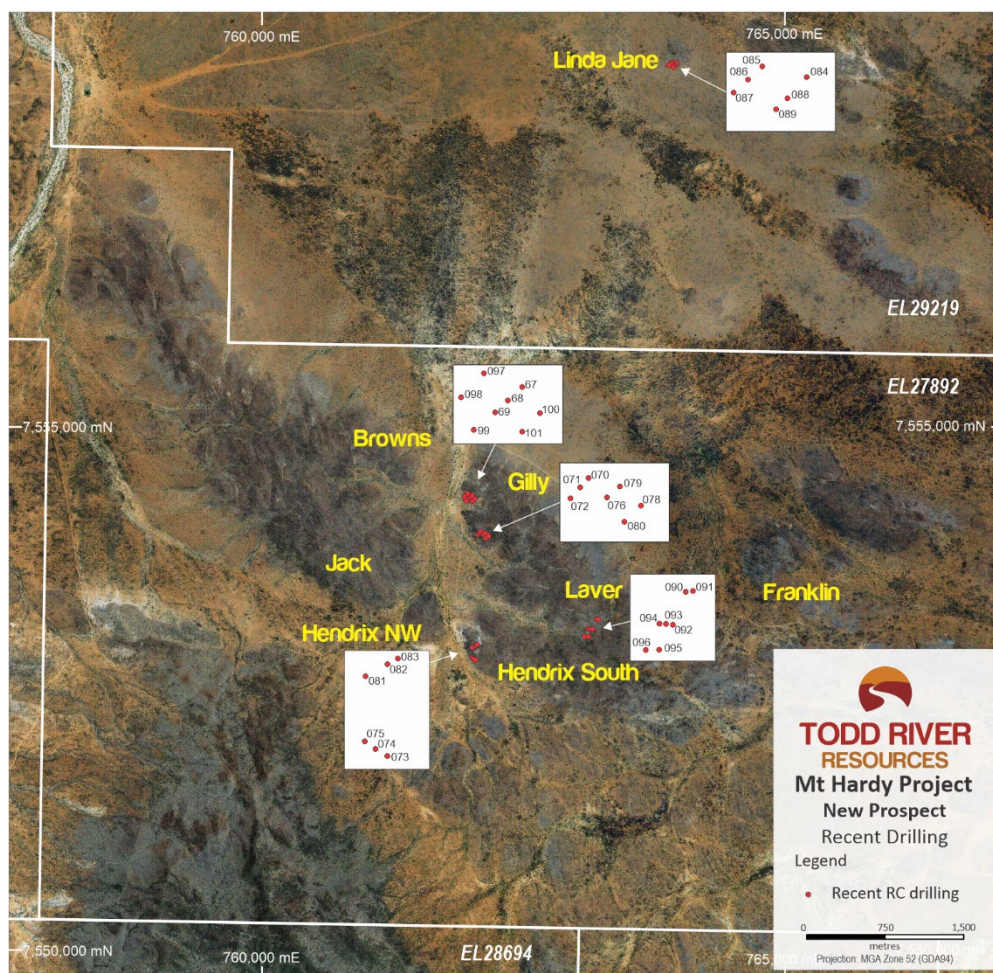 760,000 mE
765,000 mE
Linda Jane
085
084
086
087
088
089
EL29219
EL27892
097
67
098
68
69
100
99
101
7,555,000 mN
7,555,000 mN
Browns
Gilly
070
071
079
072
076
078
080
Jack
Laver
090
091
094
093
092
096
095
Franklin
Hendrix NW
Hendrix South
083
082
081
075
074
073
TODD RIVER
RESOURCES
Mt Hardy Project
New Prospect
Recent Drilling
Legend
Recent RC drilling
0 750 1,500
metres
Projection: MGA Zone 52 (GDA94)
7,550,000 mN
760,000 mE
EL28694